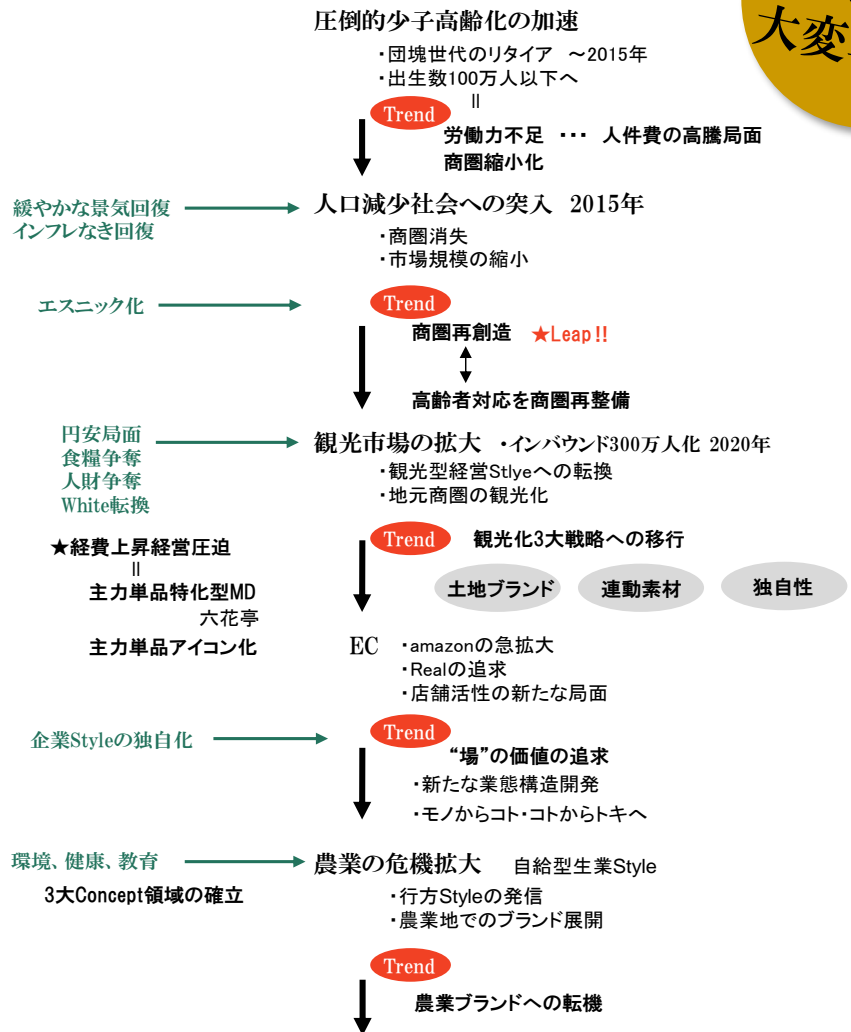 圧倒的少子高齢化の加速
大変
・団塊世代のリタイア ～2015年
・出生数100万人以下へ
||
Trend
労働力不足 ・・・ 人件費の高騰局面
商圏縮小化
緩やかな景気回復
インフレなき回復
人口減少社会への突入 2015年
・商圏消失
・市場規模の縮小
エスニック化
Trend
商圏再創造 ★Leap!!
高齢者対応を商圏再整備
円安局面
食糧争奪
人財争奪
White転換
観光市場の拡大 ・インバウンド300万人化 2020年
・観光型経営Stlyeへの転換
・地元商圏の観光化
★経費上昇経営圧迫
||
主力単品特化型MD
六花亭
主力単品アイコン化
Trend
観光化3大戦略への移行
土地ブランド
連動素材
独自性
EC
・amazonの急拡大
・Realの追求
・店舗活性の新たな局面
企業Styleの独自化
Trend
“場”の価値の追求
・新たな業態構造開発
・モノからコト・コトからトキへ
環境、健康、教育
3大Concept領域の確立
農業の危機拡大 自給型生業Style
・行方Styleの発信
・農業地でのブランド展開
Trend
農業ブランドへの転機